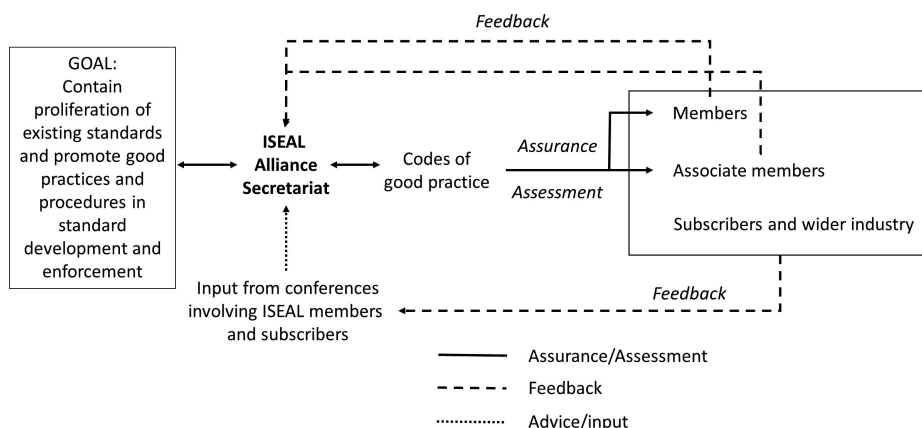 Feedback
GOAL:
Contain
proliferation of
existing standards
and promote good
practices and
procedures in
standard
development and
enforcement
ISEAL
Alliance
Secretariat
Codes of
good practice
Assurance
Assessment
Members
Associate members
Subscribers and wider industry
Feedback
Input from conferences
involving ISEAL members
and subscribers
Assurance/Assessment
Feedback
Advice/input